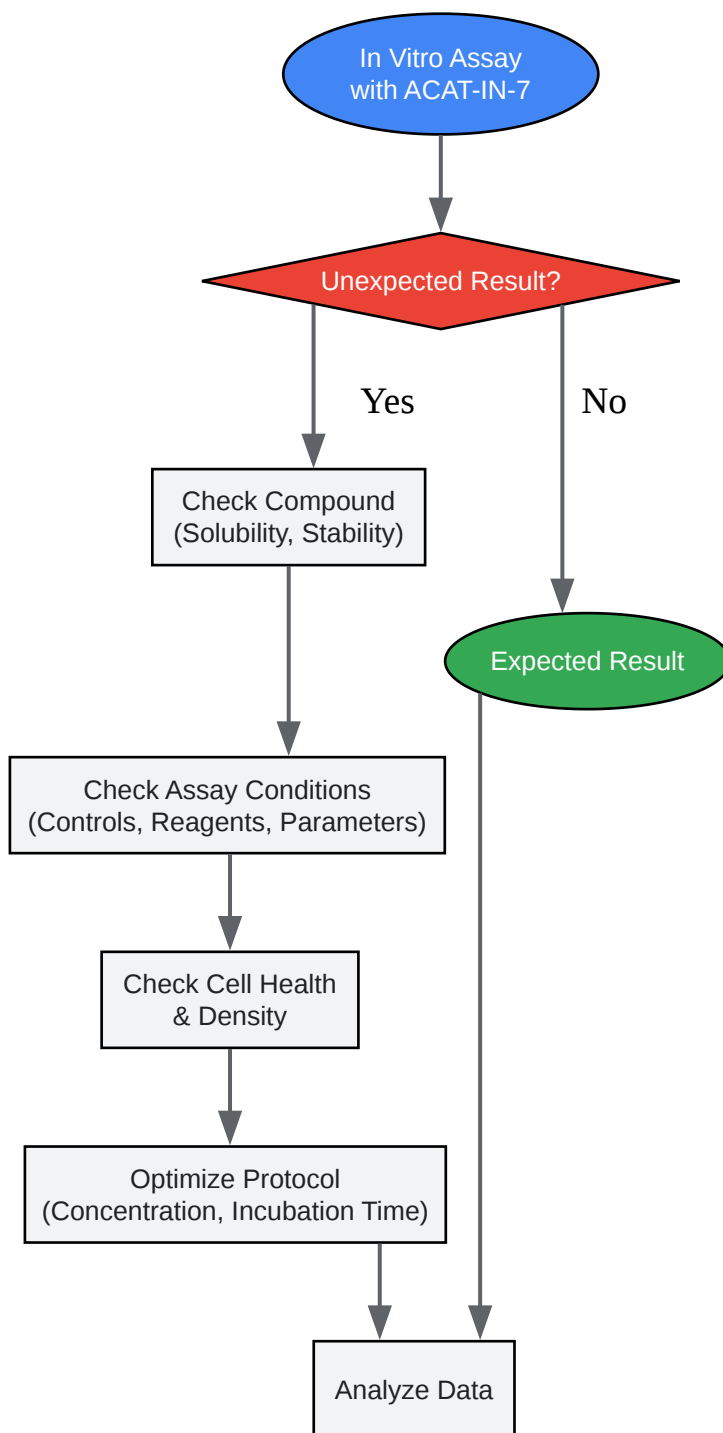 In Vitro Assay
with ACAT-IN-7
Unexpected Result?
Yes
No
Check Compound
(Solubility, Stability)
Expected Result
Check Assay Conditions
(Controls, Reagents, Parameters)
Check Cell Health
& Density
Optimize Protocol
(Concentration, Incubation Time)
Analyze Data